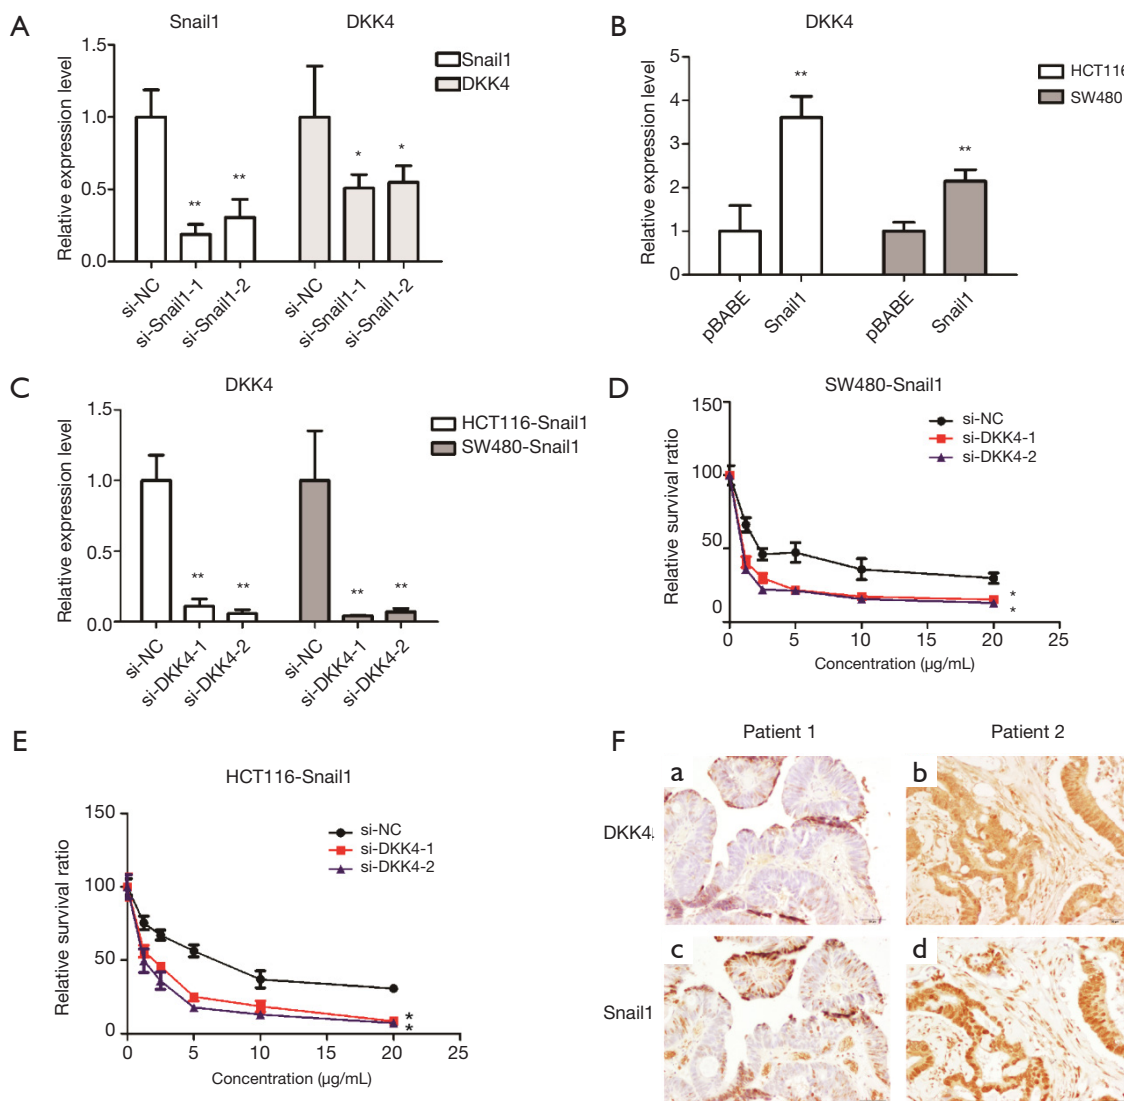 A
Snail1
DKK4
Relative expression level
1.5
1.0
0.5
0.0
Snail1
DKK4
**
**
*
*
si-NC
si-Snail1-1
si-Snail1-2
si-NC
si-Snail1-1
si-Snail1-2
B
DKK4
Relative expression level
5
4
3
2
1
0
HCT116
SW480
**
**
pBABE
Snail1
pBABE
Snail1
C
DKK4
Relative expression level
1.5
1.0
0.5
0.0
HCT116-Snail1
SW480-Snail1
**
**
**
**
si-NC
si-DKK4-1
si-DKK4-2
si-NC
si-DKK4-1
si-DKK4-2
D
SW480-Snail1
Relative survival ratio
150
100
50
0
si-NC
si-DKK4-1
si-DKK4-2
*
*
0 5 10 15 20 25
Concentration (µg/mL)
E
HCT116-Snail1
Relative survival ratio
150
100
50
0
si-NC
si-DKK4-1
si-DKK4-2
*
*
0 5 10 15 20 25
Concentration (µg/mL)
F
Patient 1
Patient 2
DKK4
a
b
Snail1
c
d